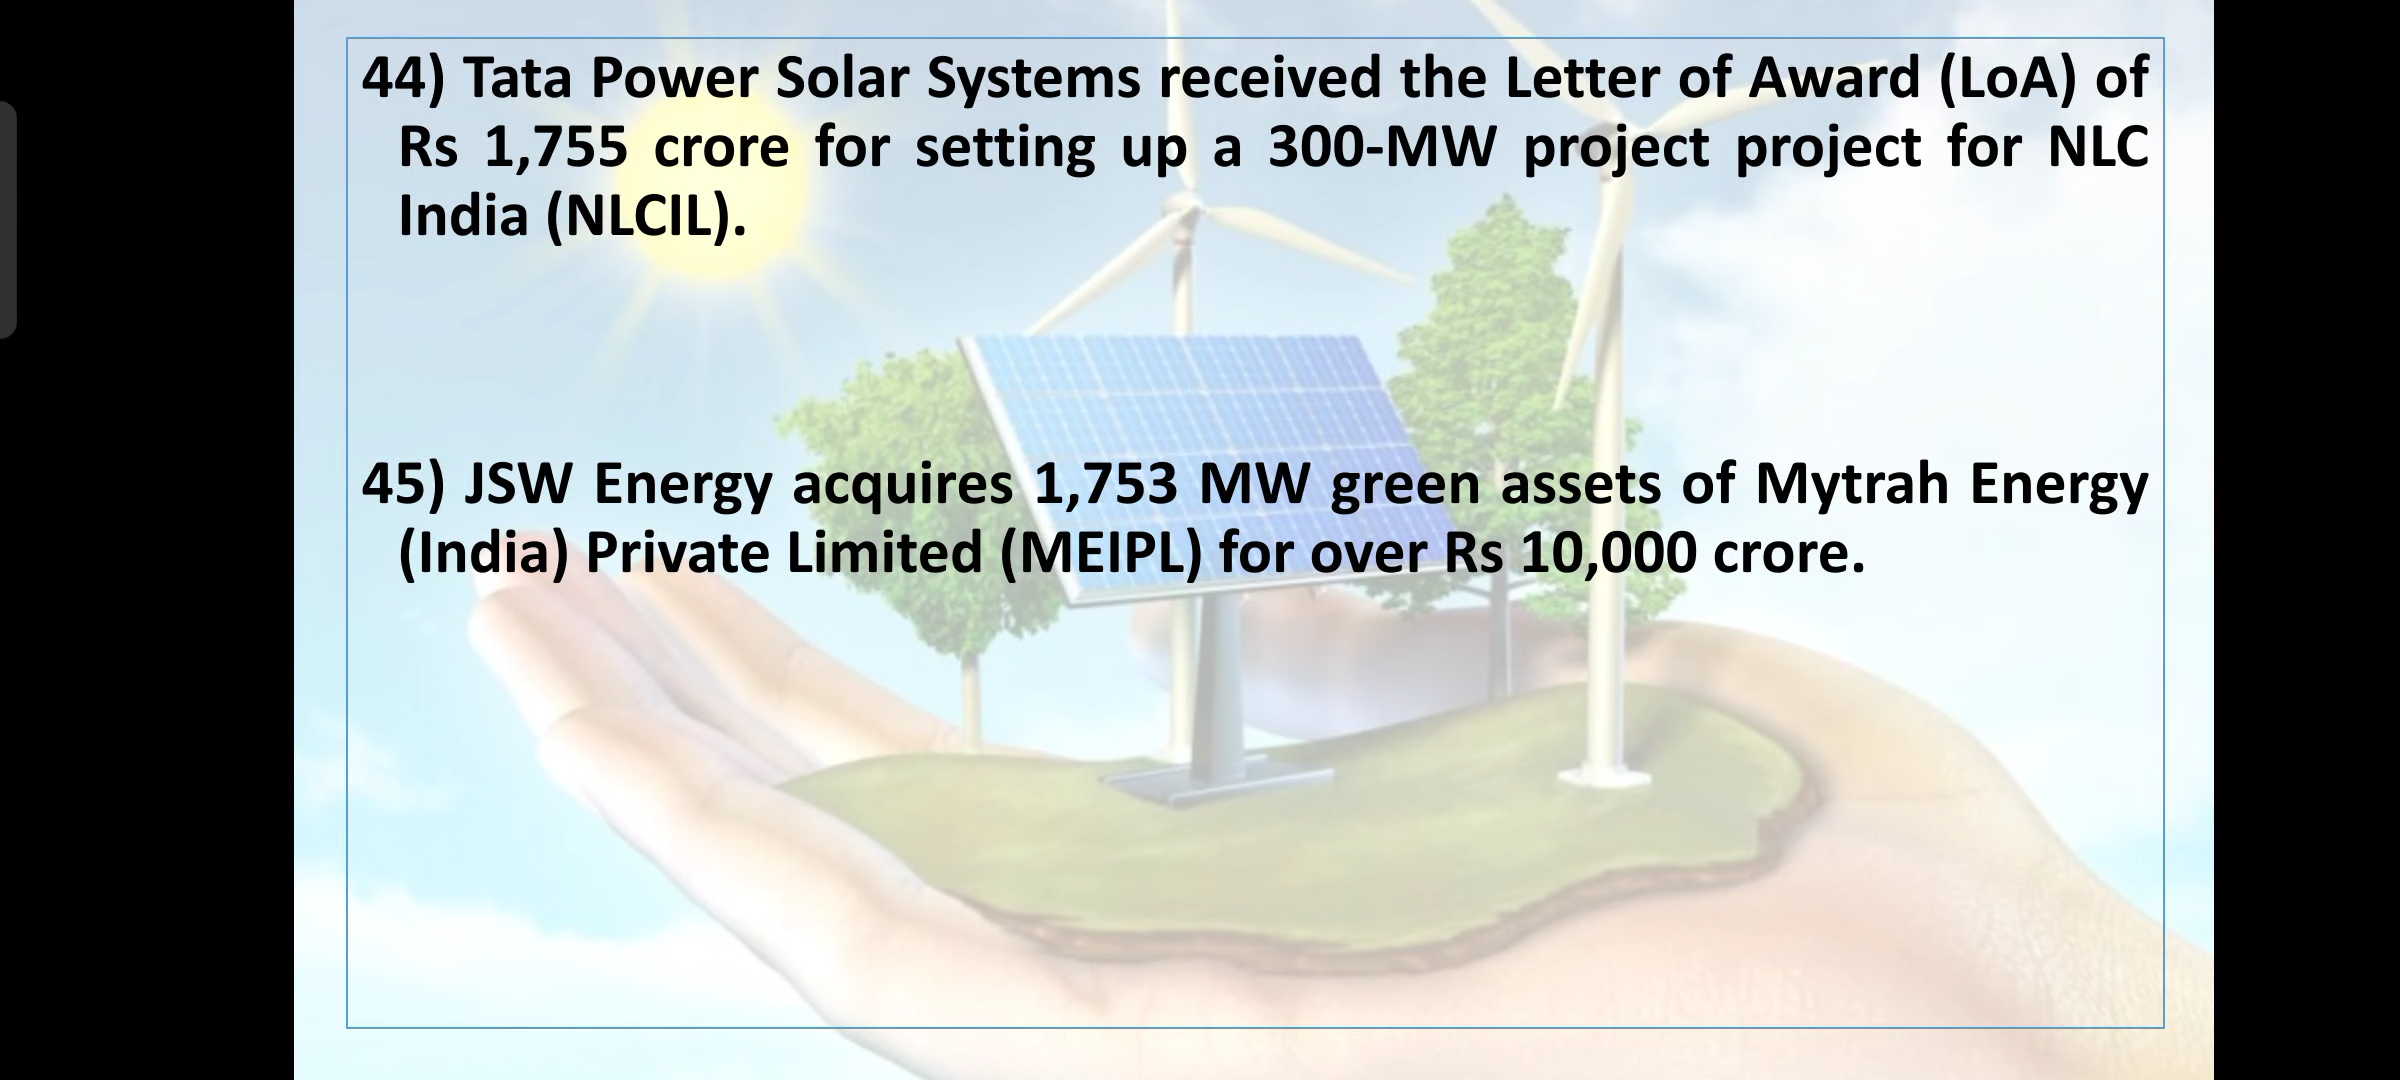 44) Tata Power Solar Systems received the Letter of Award (LoA) of
Rs 1,755 crore for setting up a 300-MW project project for NLC
India (NLCIL).
45) JSW Energy acquires 1,753 MW green assets of Mytrah Energy
(India) Private Limited (MEIPL) for over Rs 10,000 crore.